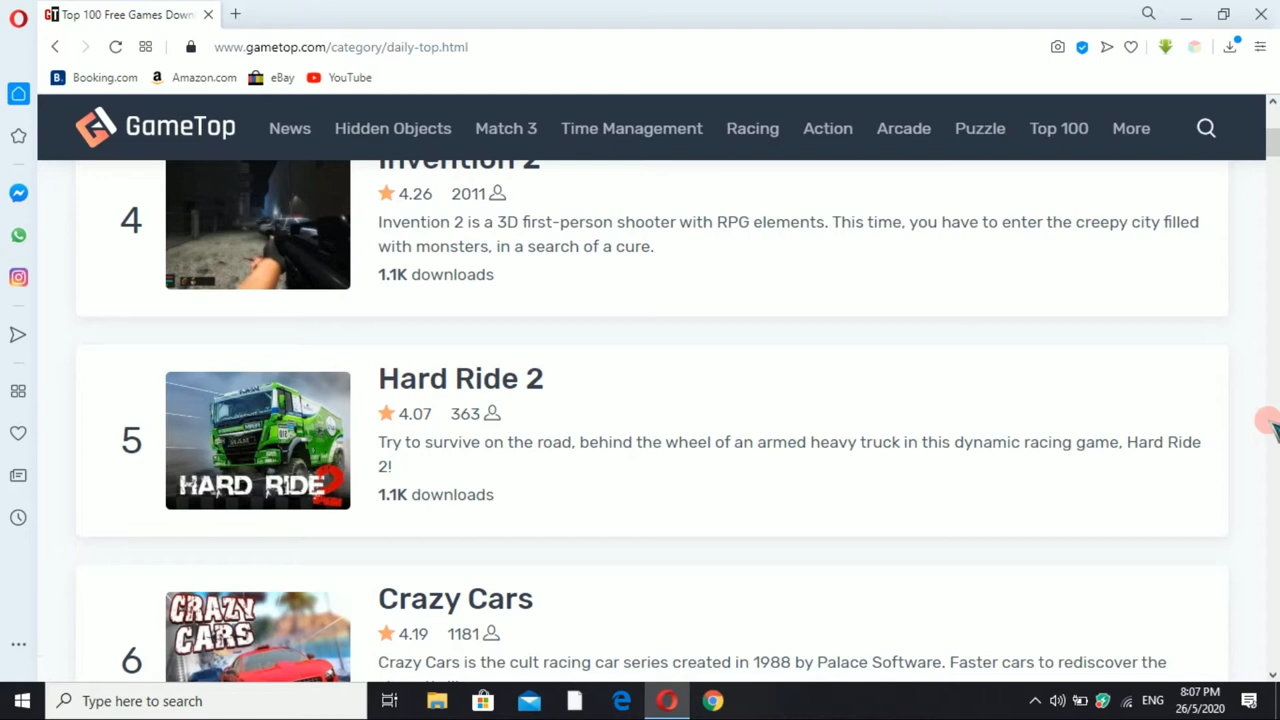 Top 100 Free Games Down
www.gametop.com/category/daily-top.html
B. Booking.com
a Amazon.com
eBay
YouTube
GameTop
News
Hidden Objects
Match 3
Time Management
Racing
Action
Arcade
Puzzle
Top 100
More
4
Invention 2
4.26 2011
Invention 2 is a 3D first-person shooter with RPG elements. This time, you have to enter the creepy city filled
with monsters, in a search of a cure.
1.1K downloads
5
HARD RIDE 2
Hard Ride 2
4.07 363
Try to survive on the road, behind the wheel of an armed heavy truck in this dynamic racing game, Hard Ride
2!
1.1K downloads
6
CRAZY
CARS
Crazy Cars
4.19 1181
Crazy Cars is the cult racing car series created in 1988 by Palace Software. Faster cars to rediscover the
Type here to search
ENG
8:07 PM
26/5/2020